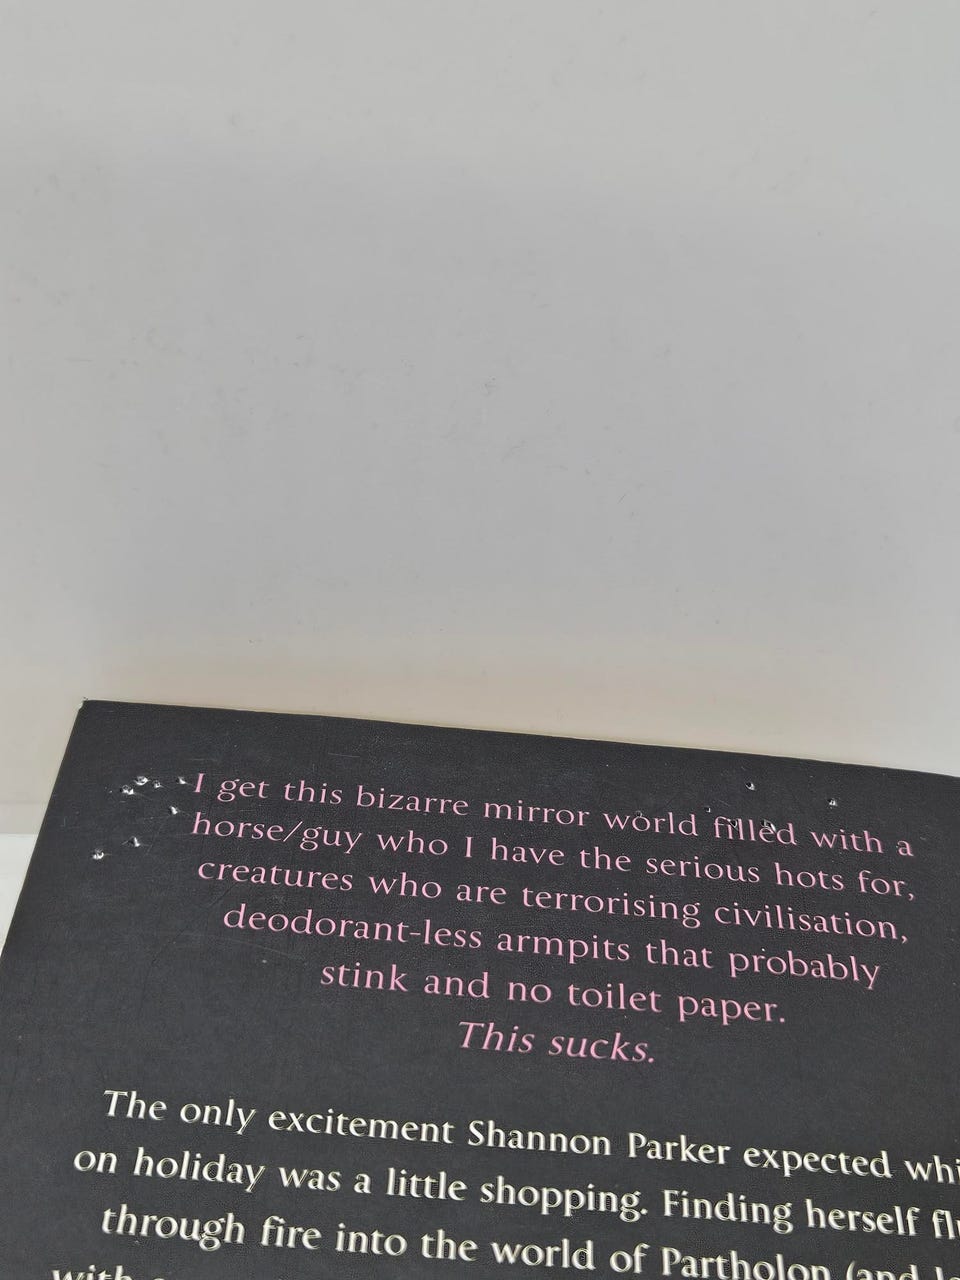 I get this bizarre mirror world filled with a
horse/guy who I have the serious hots for,
creatures who are terrorising civilisation,
deodorant-less armpits that probably
stink and no toilet paper.
This sucks.
The only excitement Shannon Parker expected
on holiday was a little shopping. Finding herself
through fire into the world of Partholon (and
with